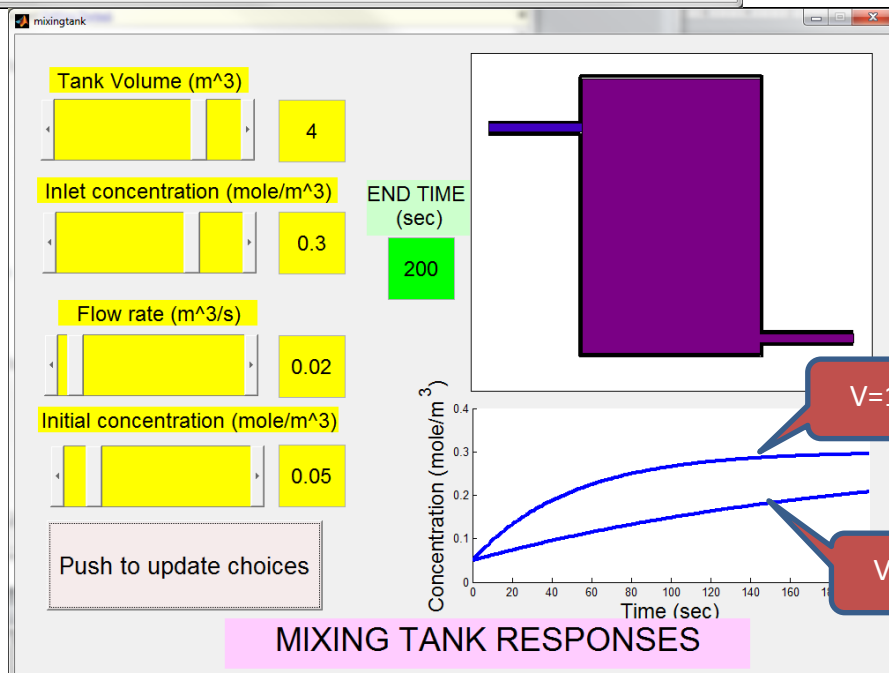 mixingtank
Tank Volume (m^3)
4
Inlet concentration (mole/m^3)
0.3
END TIME
(sec)
200
Flow rate (m^3/s)
0.02
Initial concentration (mole/m^3)
0.05
Push to update choices
Concentration (mole/m^3)
0.4
0.3
0.2
0.1
0
0 20 40 60 80 100 120 140 160
Time (sec)
V=1
V
MIXING TANK RESPONSES